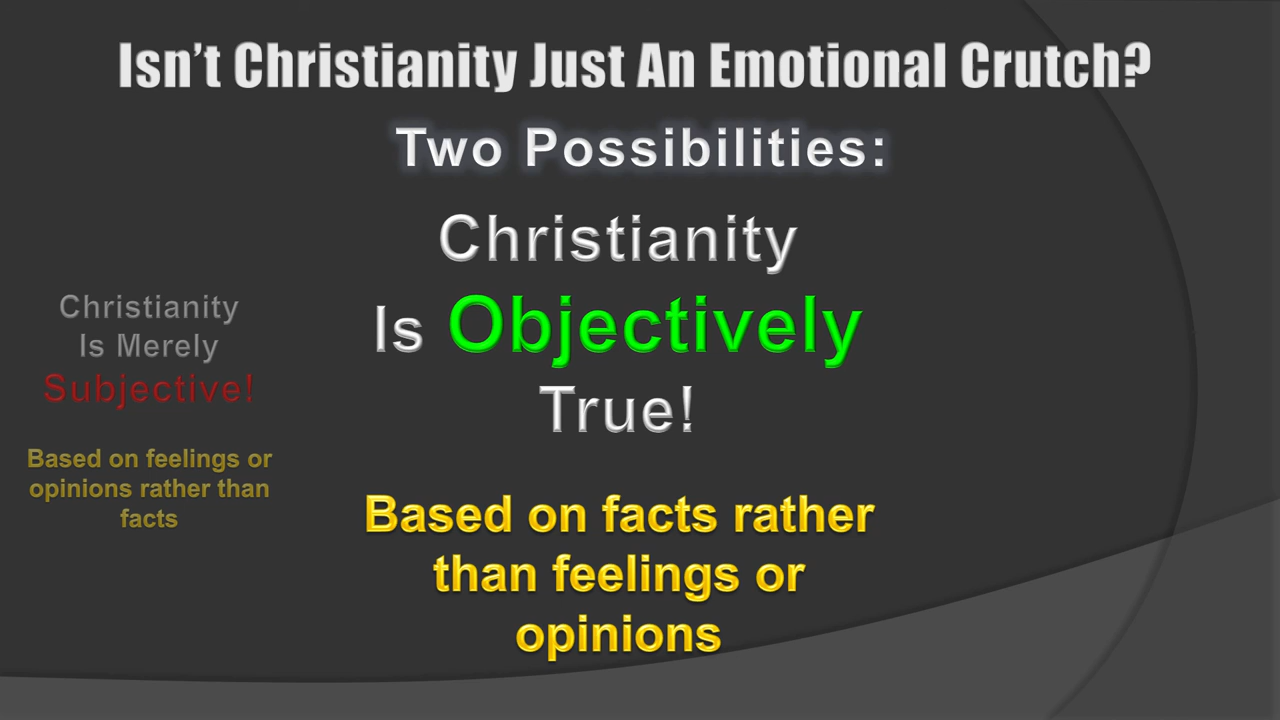 Isn’t Christianity Just An Emotional Crutch?
Two Possibilities:
Christianity
Is Merely
Subjective!
Based on feelings or
opinions rather than
facts
Christianity
Is Objectively
True!
Based on facts rather
than feelings or
opinions